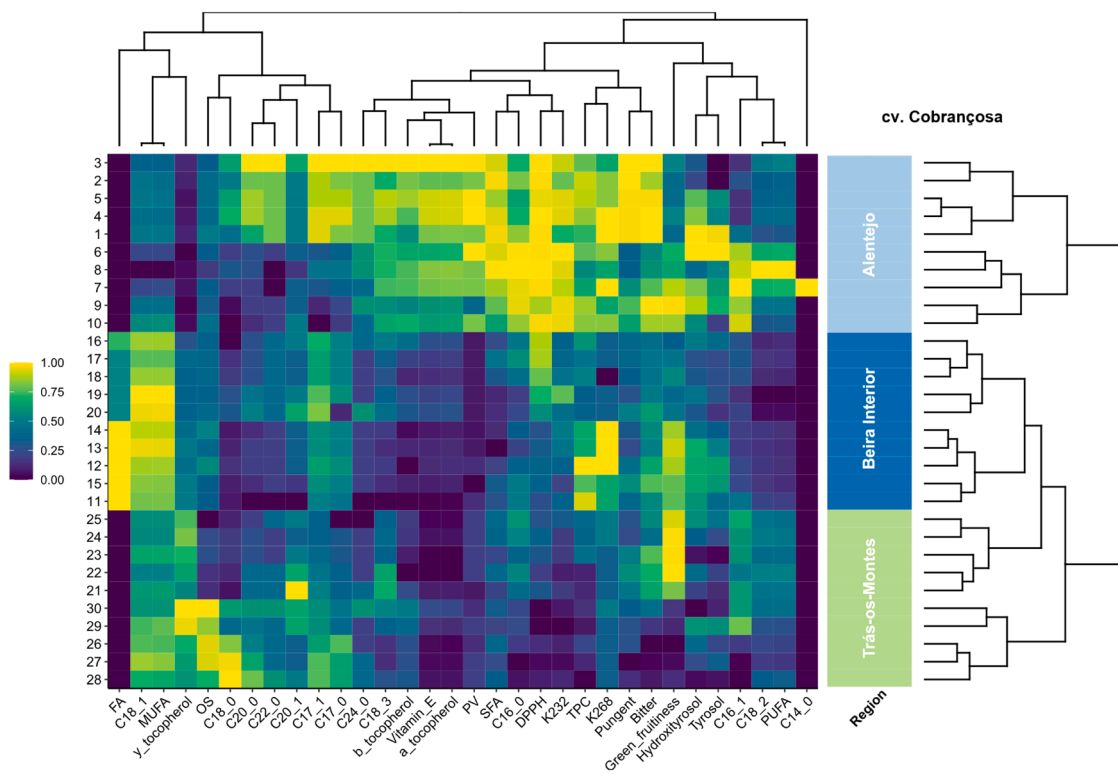 cv. Cobrançosa
3
2
5
4
1
6
8
7
9
10
16
17
18
19
20
14
13
12
15
11
25
24
23
22
21
30
29
26
27
28
1.00
0.75
0.50
0.25
0.00
Alentejo
Beira Interior
Trás-os-Montes
Region
FA
C18_1
MUFA
y_tocopherol
OS
C18_0
C20_0
C22_0
C20_1
C17_1
C17_0
C24_0
C18_3
b_tocopherol
Vitamin_E
a_tocopherol
PV
SFA
C16_0
DPPH
K232
TPC
K268
Pungent
Bitter
Green_fruitiness
Hydroxityrosol
Tyrosol
C16_1
C18_2
PUFA
C14_0